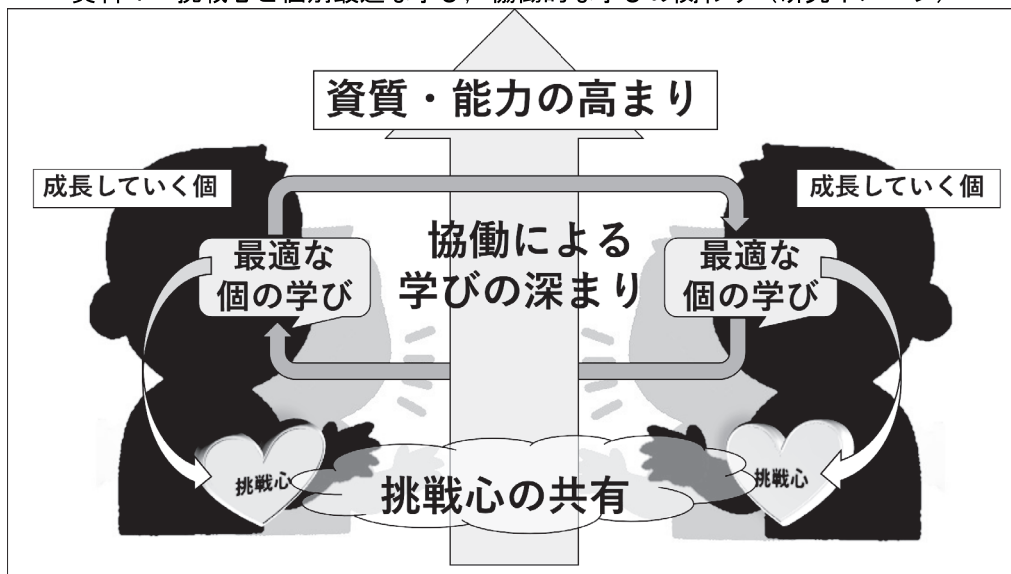 資質・能力の高まり
成長していく個
成長していく個
最適な
個の学び
協働による
学びの深まり
最適な
個の学び
挑戦心
挑戦心の共有
挑戦心